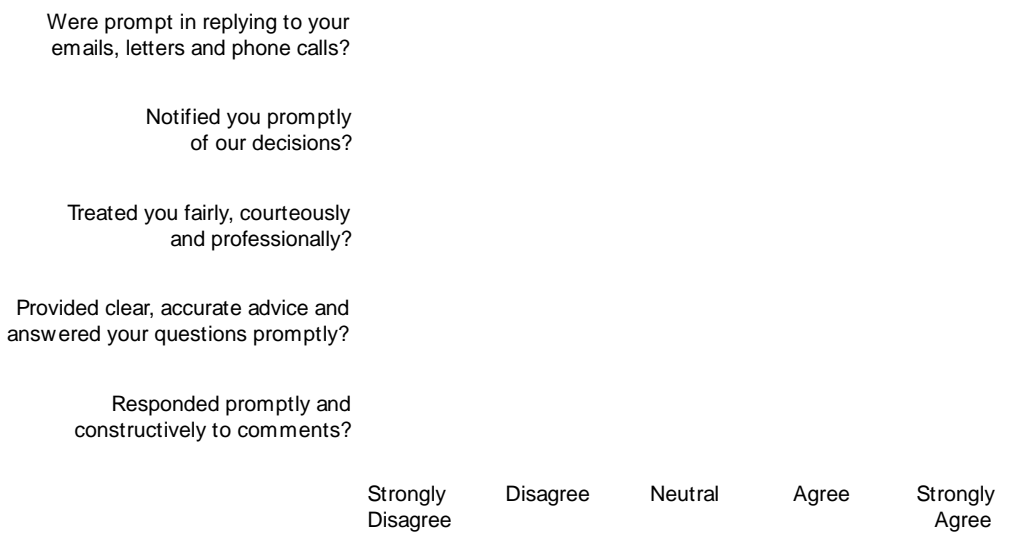 Were prompt in replying to your
emails, letters and phone calls?
Notified you promptly
of our decisions?
Treated you fairly, courteously
and professionally?
Provided clear, accurate advice and
answered your questions promptly?
Responded promptly and
constructively to comments?
Strongly Disagree Neutral Agree Strongly
Disagree Agree